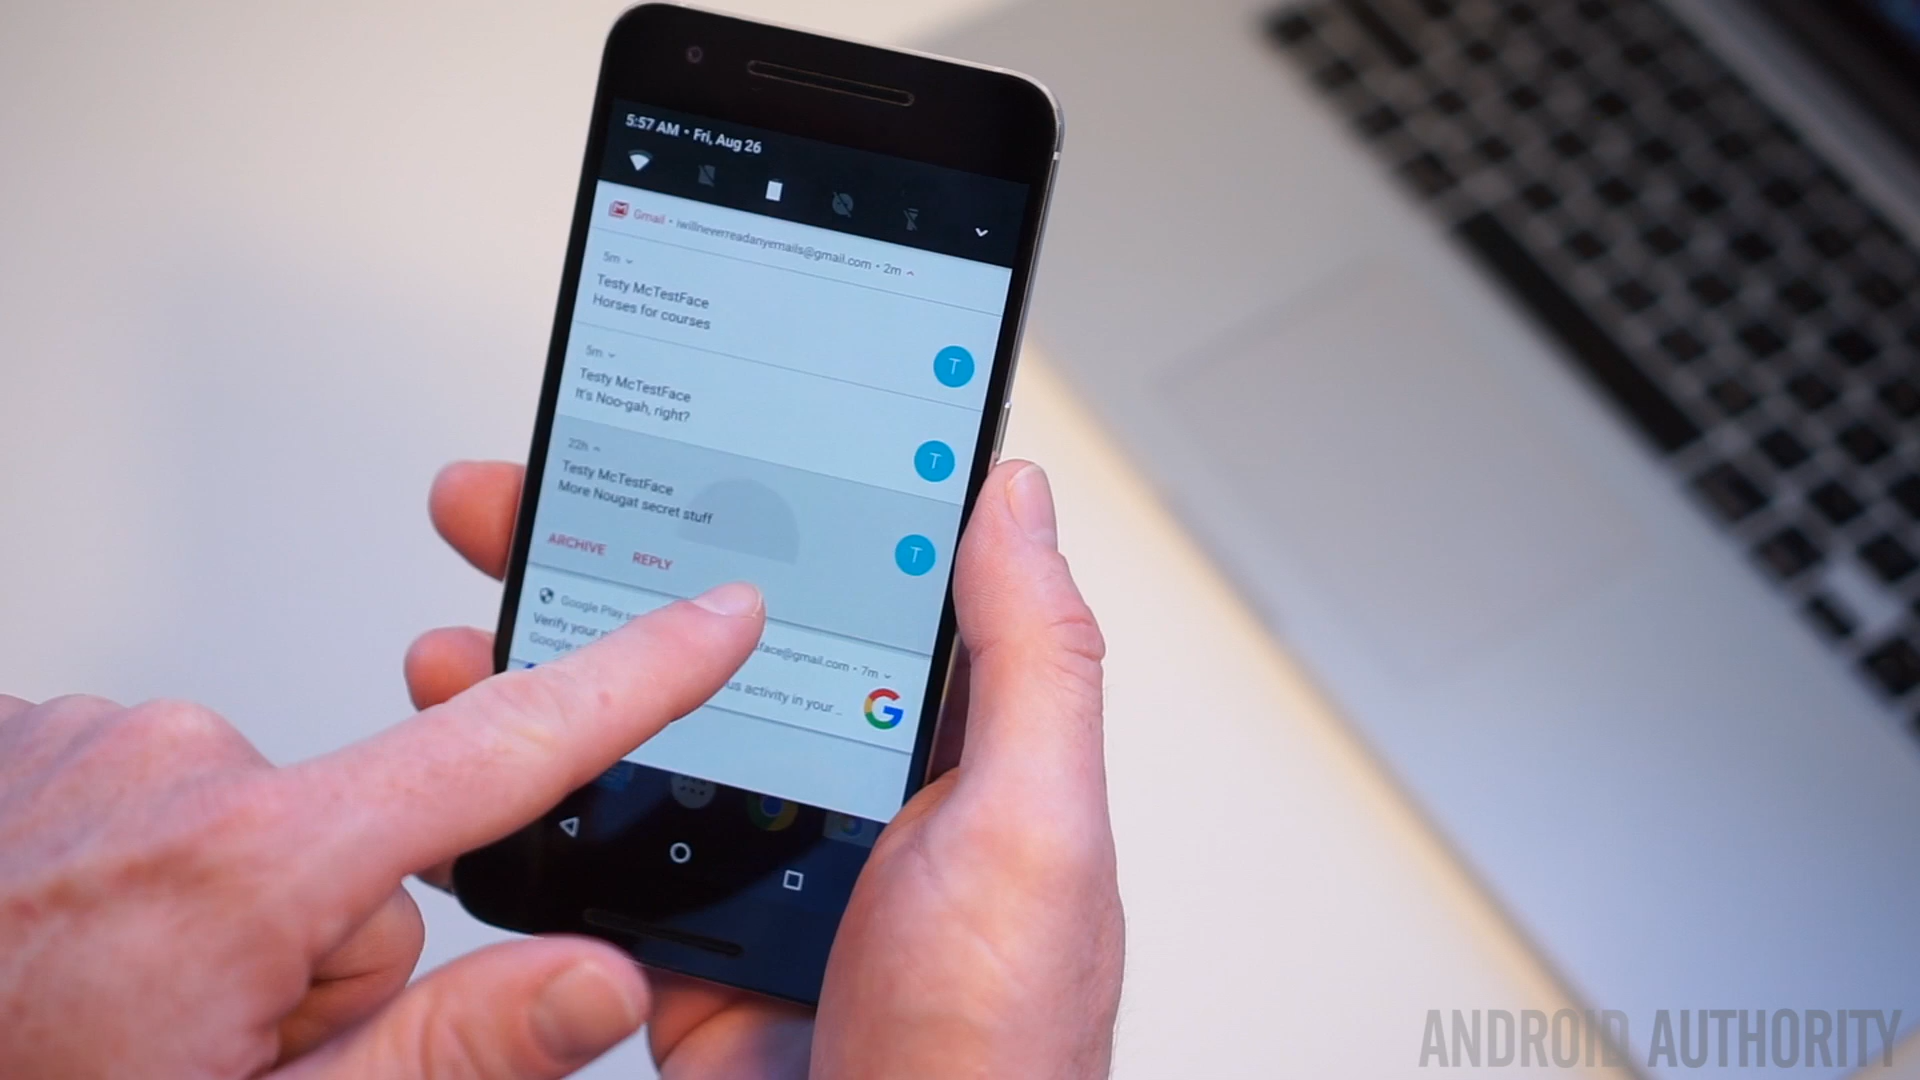 5:57 AM • Fri, Aug 26
Gmail • iwillneverreadanyemails@gmail.com • 2m
5m
Testy McTestFace
Horses for courses
T
5m
Testy McTestFace
It's Noo-gah, right?
T
22h
Testy McTestFace
More Nougat secret stuff
T
ARCHIVE REPLY
Google Play face@gmail.com • 7m
Verify your
Google us activity in your ..
G
ANDROID AUTHORITY